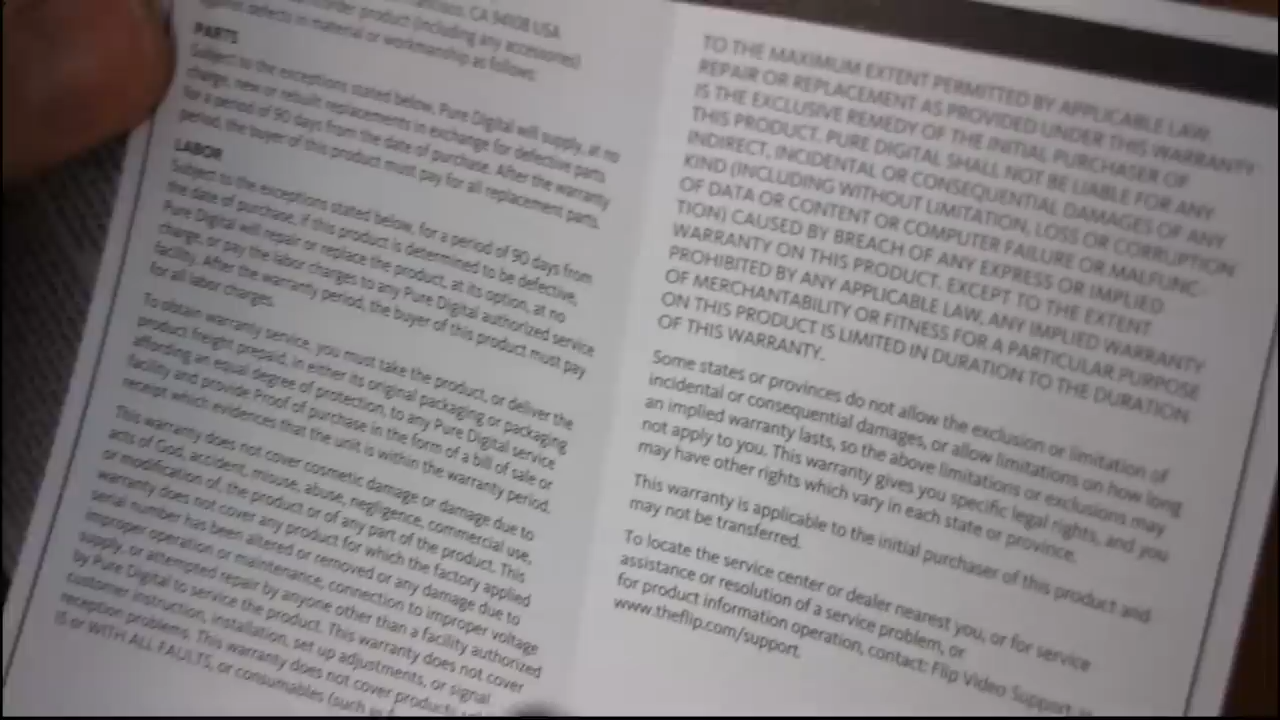 CA 94108 USA
product (including any accessories)
against defects in material or workmanship as follows:
PARTS
Subject to the exceptions stated below, Pure Digital will supply, at no
charge, new or rebuilt replacements in exchange for defective parts
for a period of 90 days from the date of purchase. After the warranty
period, the buyer of this product must pay for all replacement parts.
LABOR
Subject to the exceptions stated below, for a period of 90 days from
the date of purchase, if this product is determined to be defective,
Pure Digital will repair or replace the product, at its option, at no
charge, or pay the labor charges to any Pure Digital authorized service
facility. After the warranty period, the buyer of this product must pay
for all labor charges.
To obtain warranty service, you must take the product, or deliver the
product freight prepaid, in either its original packaging or packaging
affording an equal degree of protection, to any Pure Digital service
facility and provide Proof of purchase in the form of a bill of sale or
receipt which evidences that the unit is within the warranty period.
This warranty does not cover cosmetic damage or damage due to
acts of God, accident, misuse, abuse, negligence, commercial use,
or modification of, the product or of any part of the product. This
warranty does not cover any product for which the factory applied
serial number has been altered or removed or any damage due to
improper operation or maintenance, connection to improper voltage
supply, or attempted repair by anyone other than a facility authorized
by Pure Digital to service the product. This warranty does not cover
customer instruction, installation, set up adjustments, or signal
reception problems. This warranty does not cover products
IS or WITH ALL FAULTS, or consumables (such
TO THE MAXIMUM EXTENT PERMITTED BY APPLICABLE LAW,
REPAIR OR REPLACEMENT AS PROVIDED UNDER THIS WARRANTY
IS THE EXCLUSIVE REMEDY OF THE INITIAL PURCHASER OF
THIS PRODUCT. PURE DIGITAL SHALL NOT BE LIABLE FOR ANY
INDIRECT, INCIDENTAL OR CONSEQUENTIAL DAMAGES OF ANY
KIND (INCLUDING WITHOUT LIMITATION, LOSS OR CORRUPTION
OF DATA OR CONTENT OR COMPUTER FAILURE OR MALFUNC-
TION) CAUSED BY BREACH OF ANY EXPRESS OR IMPLIED
WARRANTY ON THIS PRODUCT. EXCEPT TO THE EXTENT
PROHIBITED BY ANY APPLICABLE LAW, ANY IMPLIED WARRANTY
OF MERCHANTABILITY OR FITNESS FOR A PARTICULAR PURPOSE
ON THIS PRODUCT IS LIMITED IN DURATION TO THE DURATION
OF THIS WARRANTY.
Some states or provinces do not allow the exclusion or limitation of
incidental or consequential damages, or allow limitations on how long
an implied warranty lasts, so the above limitations or exclusions may
not apply to you. This warranty gives you specific legal rights, and you
may have other rights which vary in each state or province.
This warranty is applicable to the initial purchaser of this product and
may not be transferred.
To locate the service center or dealer nearest you, or for service
assistance or resolution of a service problem, or
for product information operation, contact: Flip Video Support,
www.theflip.com/support.